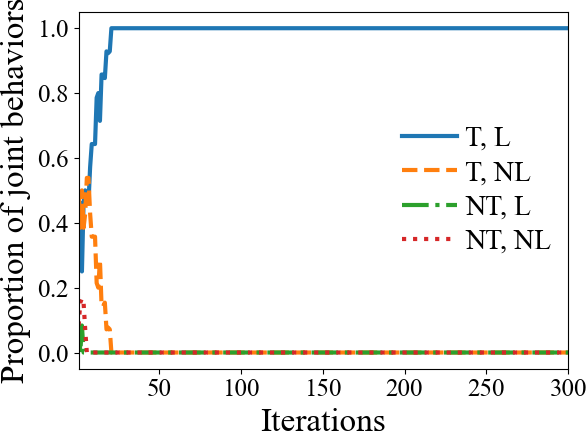 Proportion of joint behaviors
1.0
0.8
0.6
0.4
0.2
0.0
T, L
T, NL
NT, L
NT, NL
50 100 150 200 250 300
Iterations